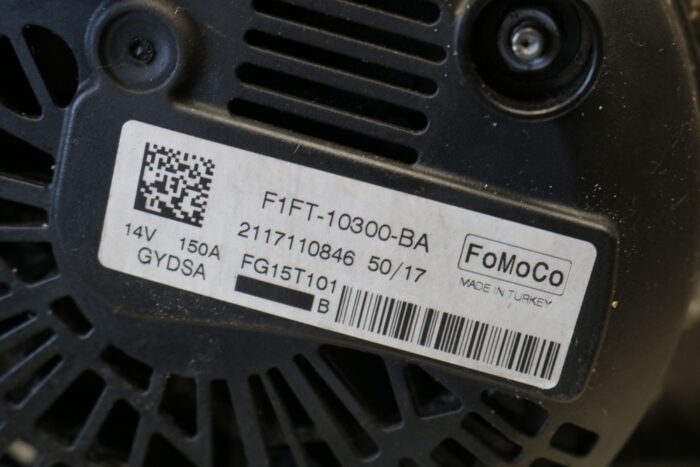 F1FT-10300-BA
2117110846 50/17
14V 150A
GYDSA
FG15T101
B
FoMoCo
MADE IN TURKEY